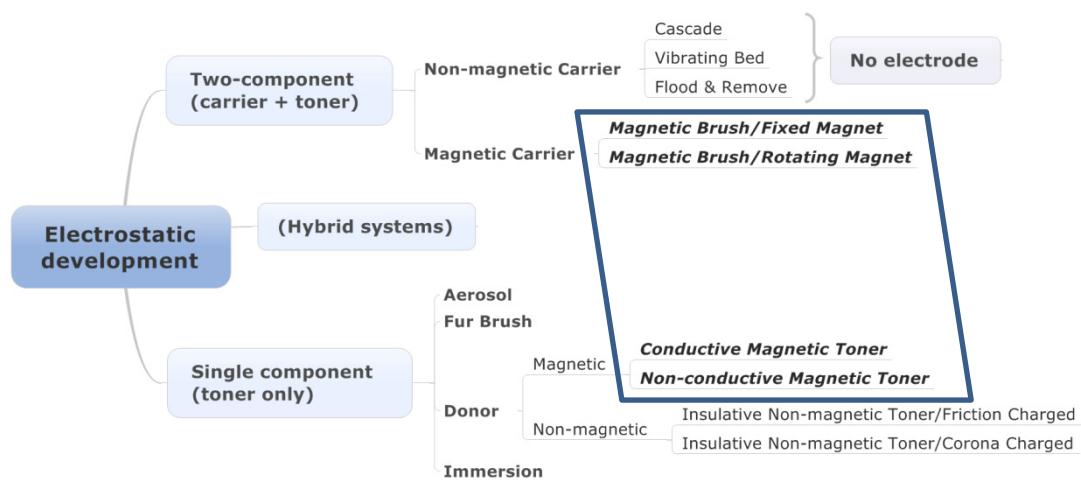 Electrostatic
development
Two-component
(carrier + toner)
Non-magnetic Carrier
Cascade
Vibrating Bed
Flood & Remove
No electrode
Magnetic Carrier
Magnetic Brush/Fixed Magnet
Magnetic Brush/Rotating Magnet
(Hybrid systems)
Single component
(toner only)
Aerosol
Fur Brush
Donor
Magnetic
Conductive Magnetic Toner
Non-conductive Magnetic Toner
Non-magnetic
Insulative Non-magnetic Toner/Friction Charged
Insulative Non-magnetic Toner/Corona Charged
Immersion